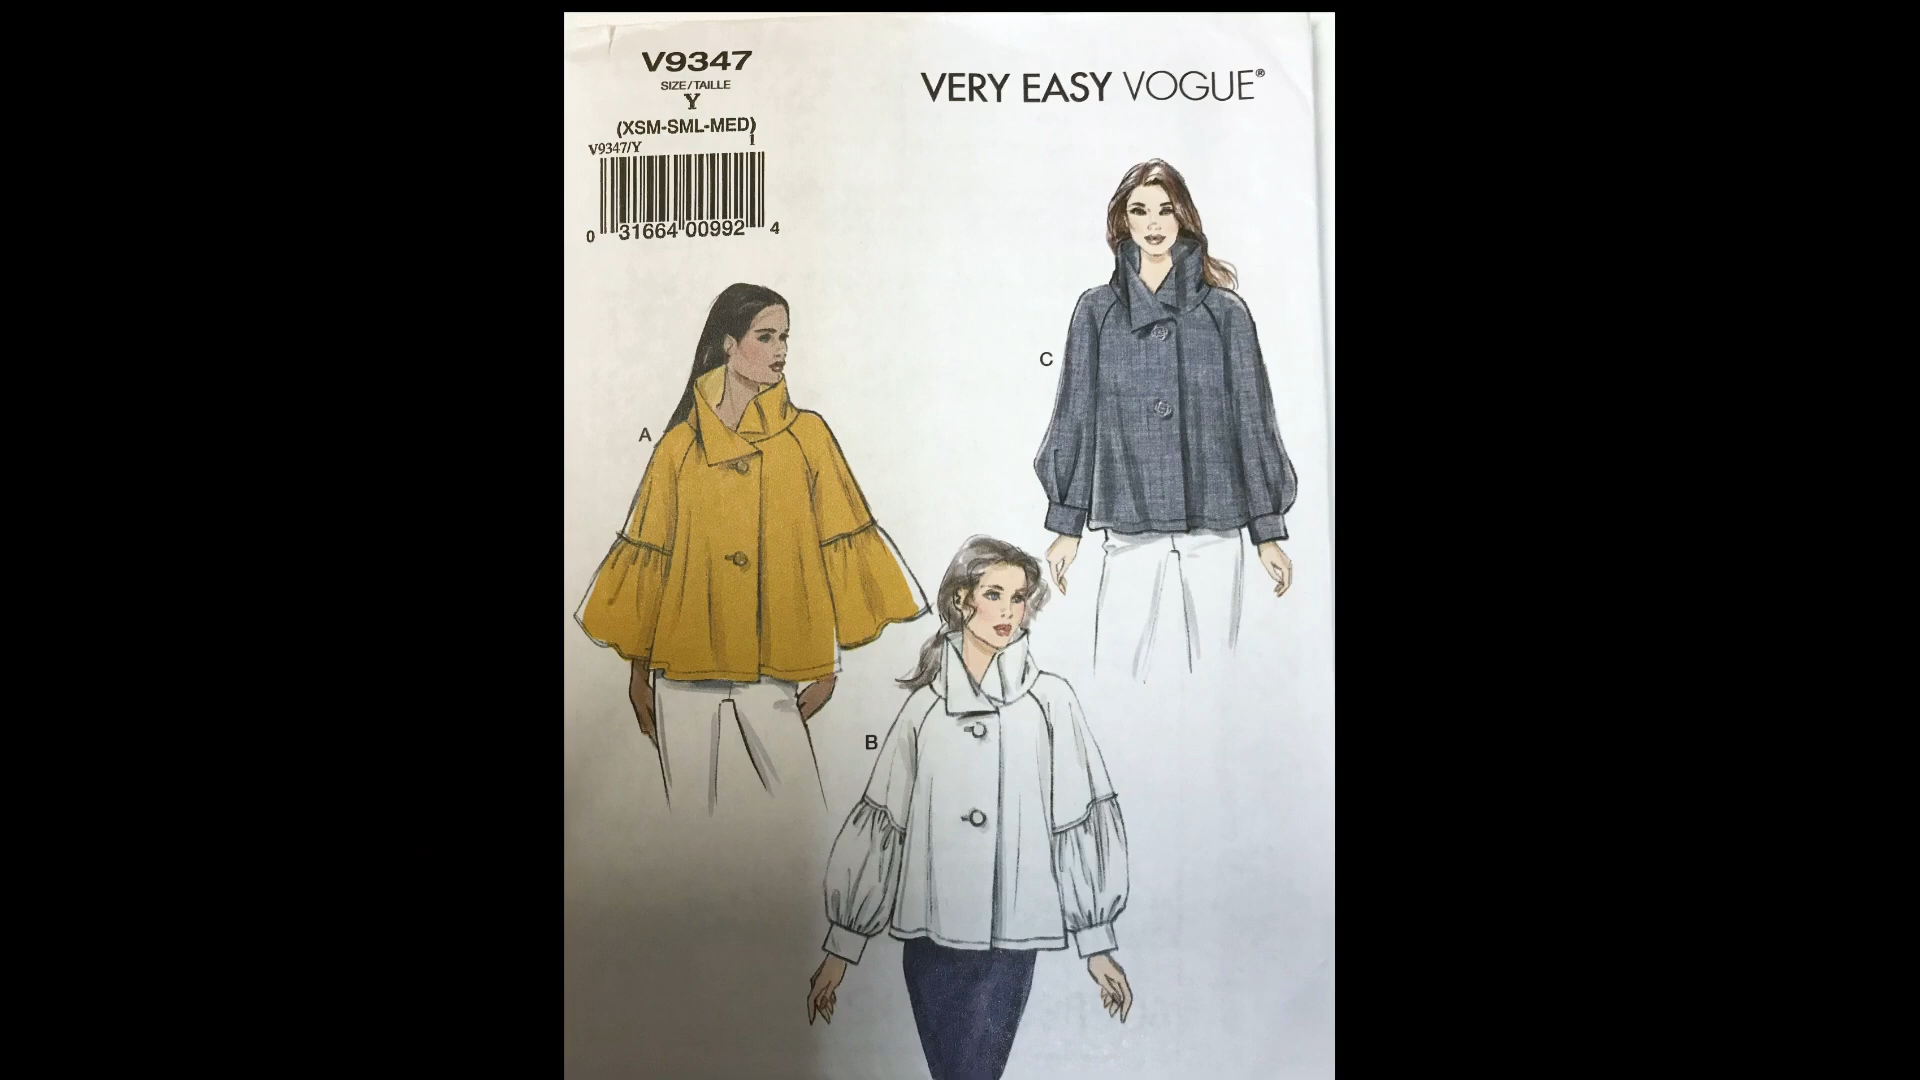 V9347
SIZE/TAILLE
Y
(XSM-SML-MED)
V9347/Y 1
0 31664 00992 4
VERY EASY VOGUE®
C
A
B